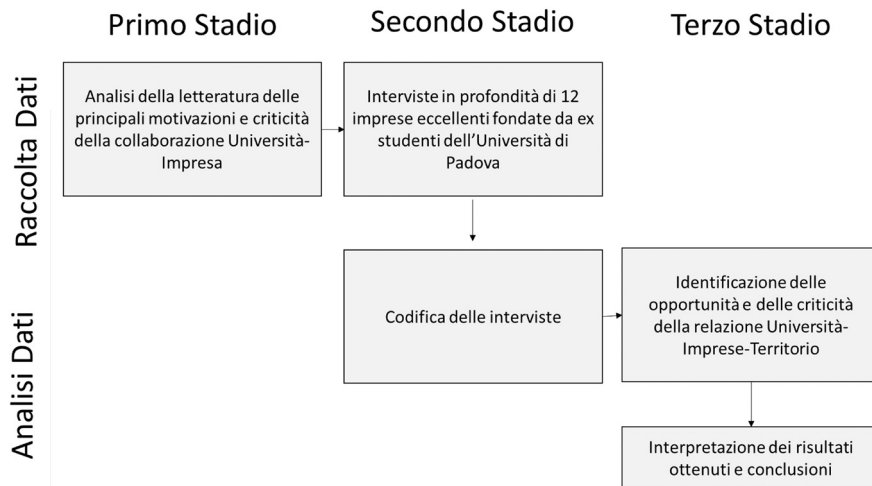 Primo Stadio
Secondo Stadio
Terzo Stadio
Raccolta Dati
Analisi della letteratura delle
principali motivazioni e criticità
della collaborazione Università-
Impresa
Interviste in profondità di 12
imprese eccellenti fondate da ex
studenti dell'Università di
Padova
Analisi Dati
Codifica delle interviste
Identificazione delle
opportunità e delle criticità
della relazione Università-
Imprese-Territorio
Interpretazione dei risultati
ottenuti e conclusioni